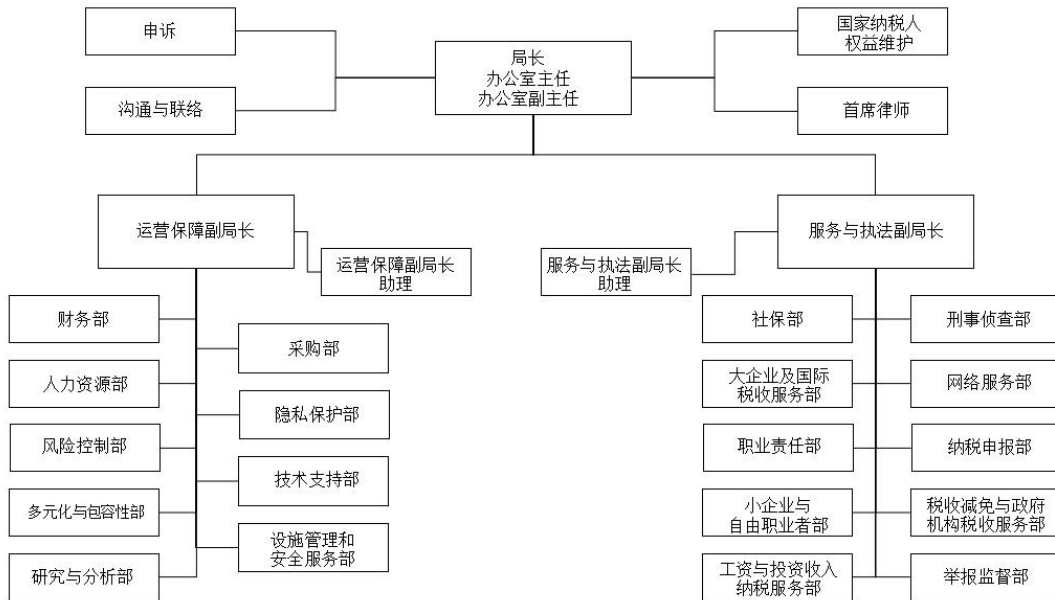 申诉
国家纳税人
权益维护
局长
办公室主任
办公室副主任
沟通与联络
首席律师
运营保障副局长
服务与执法副局长
运营保障副局长
助理
服务与执法副局长
助理
财务部
采购部
人力资源部
隐私保护部
风险控制部
技术支持部
多元化与包容性部
设施管理和
安全服务部
研究与分析部
社保部
刑事侦查部
大企业及国际
税收服务部
网络服务部
职业责任部
纳税申报部
小企业与
自由职业者部
税收减免与政府
机构税收服务部
工资与投资收入
纳税服务部
举报监督部